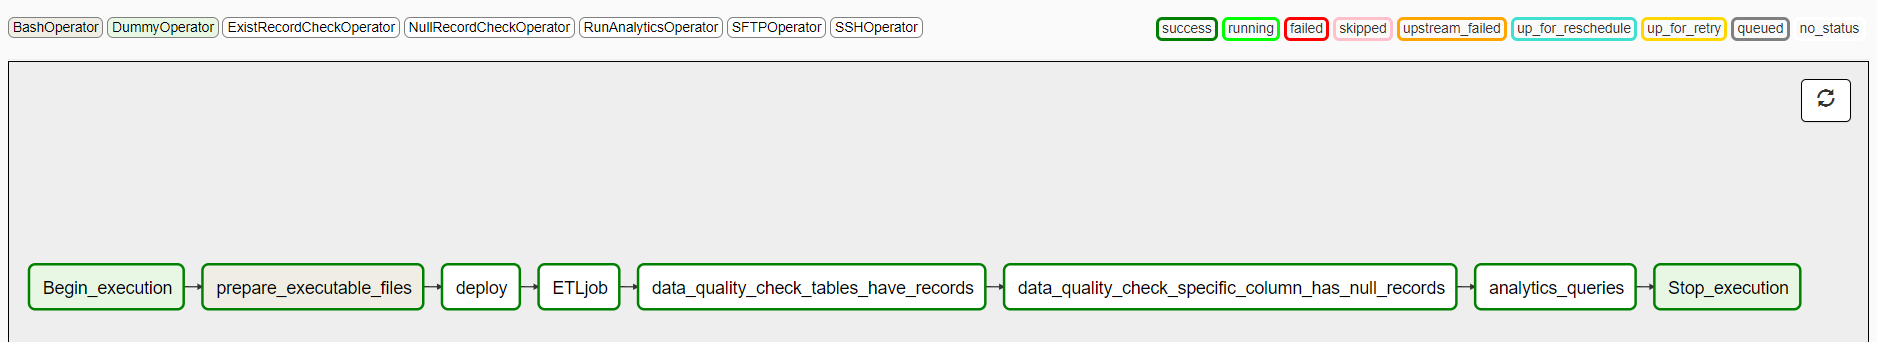 BashOperator DummyOperator ExistRecordCheckOperator NullRecordCheckOperator RunAnalyticsOperator SFTPOperator SSHOperator success running failed skipped upstream_failed up_for_reschedule up_for_retry queued no_status
Begin_execution prepare_executable_files deploy ETLjob data_quality_check_tables_have_records data_quality_check_specific_column_has_null_records analytics_queries Stop_execution